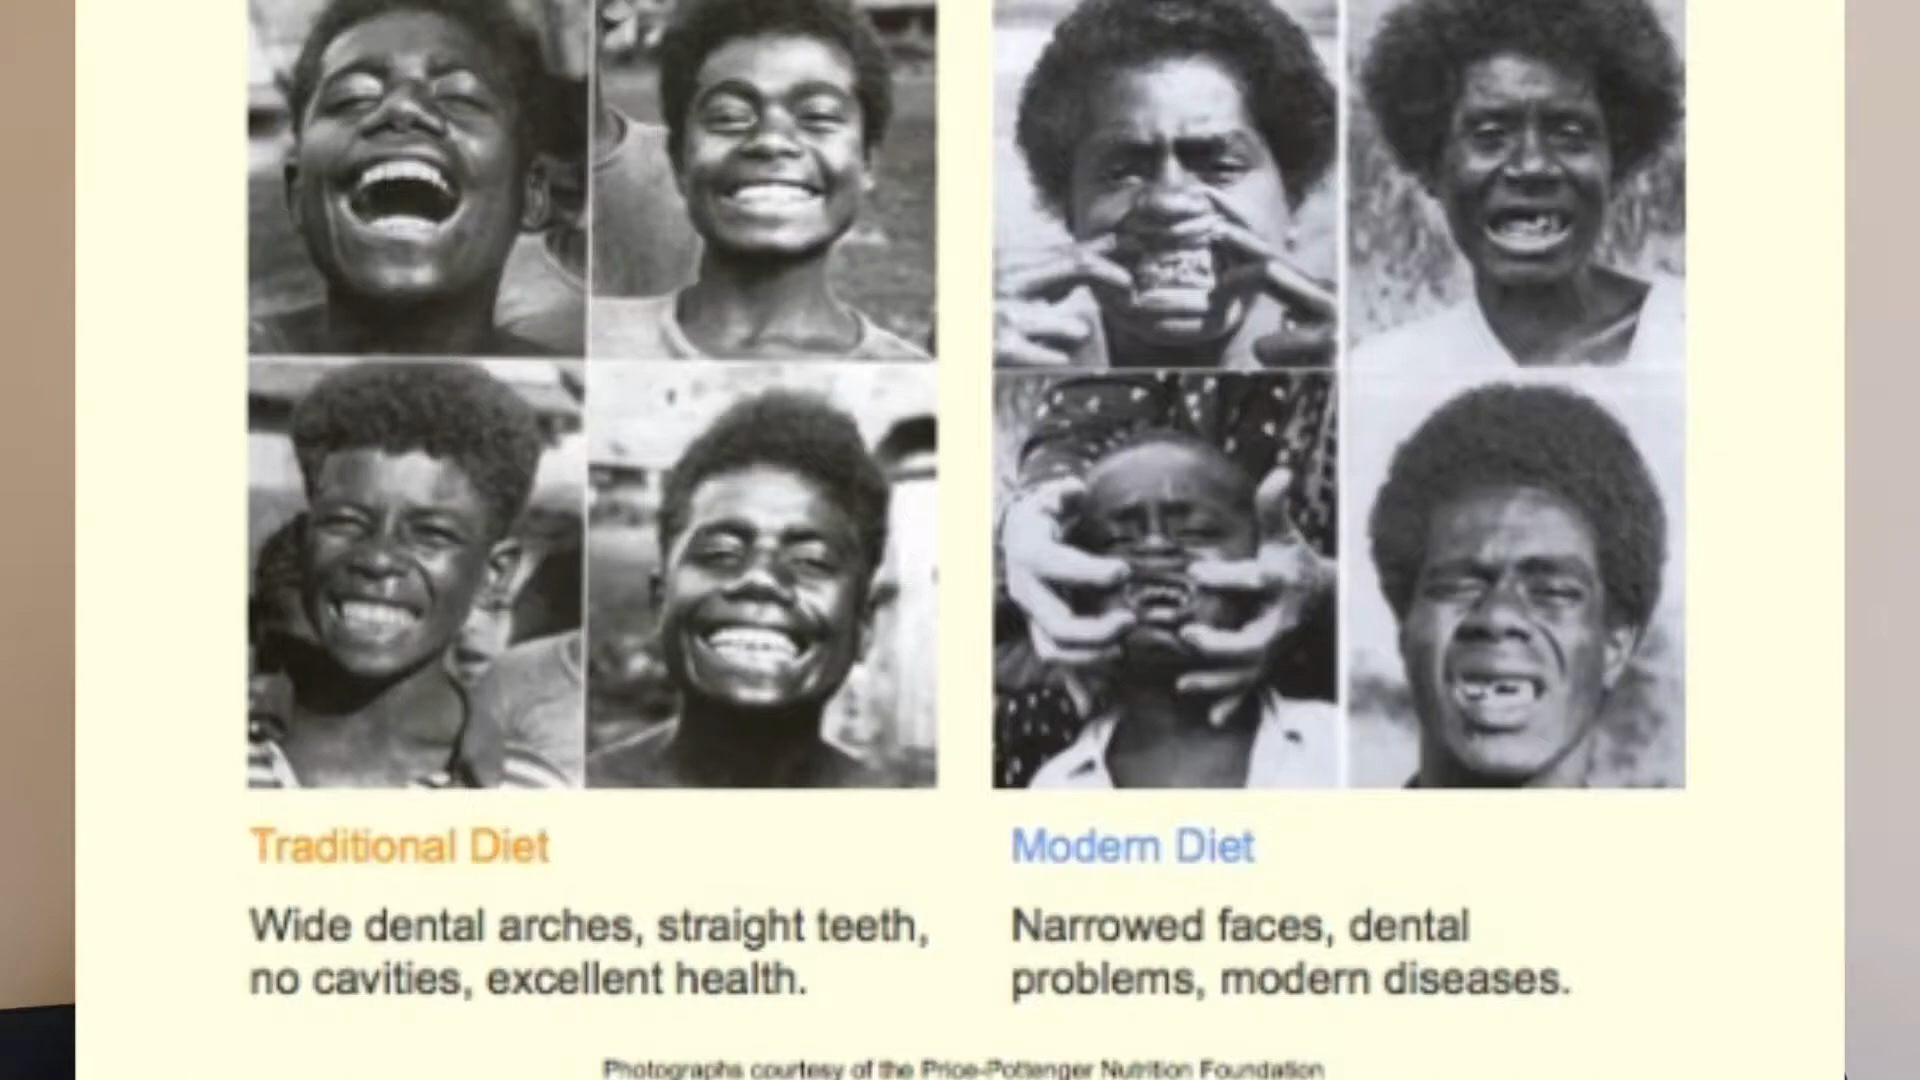 Traditional Diet
Wide dental arches, straight teeth,
no cavities, excellent health.
Modern Diet
Narrowed faces, dental
problems, modern diseases.
Photographs courtesy of the Price-Pottenger Nutrition Foundation